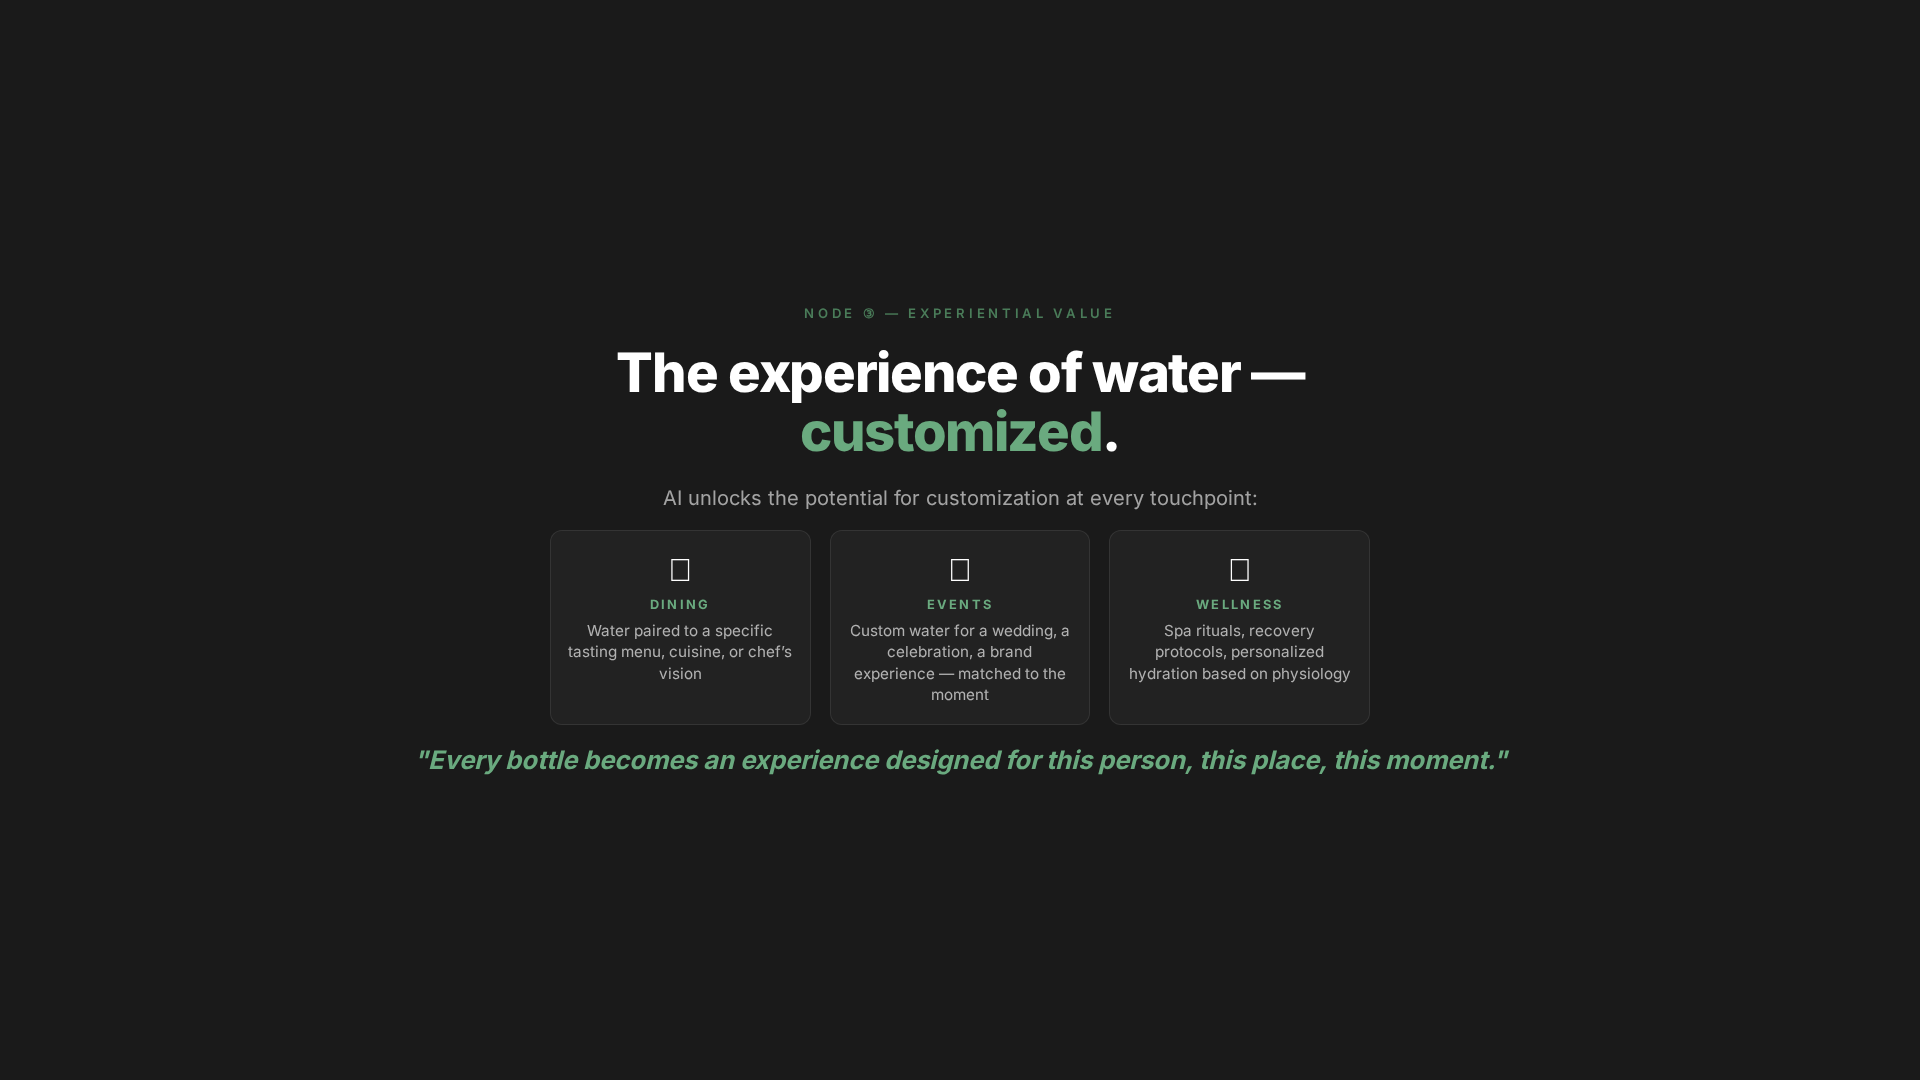 NODE ③ — EXPERIENTIAL VALUE
The experience of water —
customized.
AI unlocks the potential for customization at every touchpoint:
DINING
Water paired to a specific
tasting menu, cuisine, or chef’s
vision
EVENTS
Custom water for a wedding, a
celebration, a brand
experience — matched to the
moment
WELLNESS
Spa rituals, recovery
protocols, personalized
hydration based on physiology
"Every bottle becomes an experience designed for this person, this place, this moment."